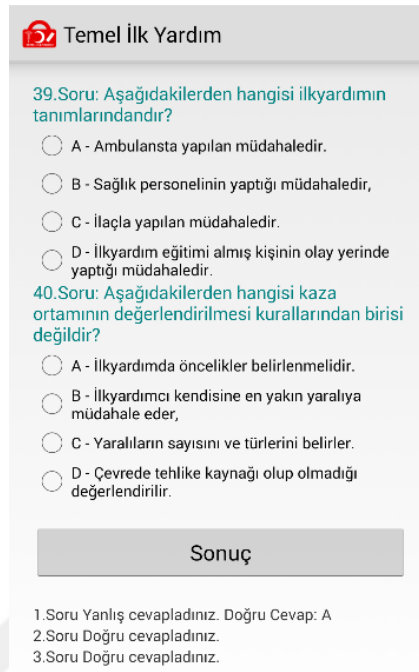 Temel İlk Yardım
39.Soru: Aşağıdakilerden hangisi ilkyardımın
tanımlarındandır?
A - Ambulansta yapılan müdahaledir.
B - Sağlık personelinin yaptığı müdahaledir,
C - İlaçla yapılan müdahaledir.
D - İlkyardım eğitimi almış kişinin olay yerinde
yaptığı müdahaledir.
40.Soru: Aşağıdakilerden hangisi kaza
ortamının değerlendirilmesi kurallarından birisi
değildir?
A - İlkyardımda öncelikler belirlenmelidir.
B - İlkyardımcı kendisine en yakın yaralıya
müdahale eder,
C - Yaralıların sayısını ve türlerini belirler.
D - Çevrede tehlike kaynağı olup olmadığı
değerlendirilir.
Sonuç
1.Soru Yanlış cevapladınız. Doğru Cevap: A
2.Soru Doğru cevapladınız.
3.Soru Doğru cevapladınız.